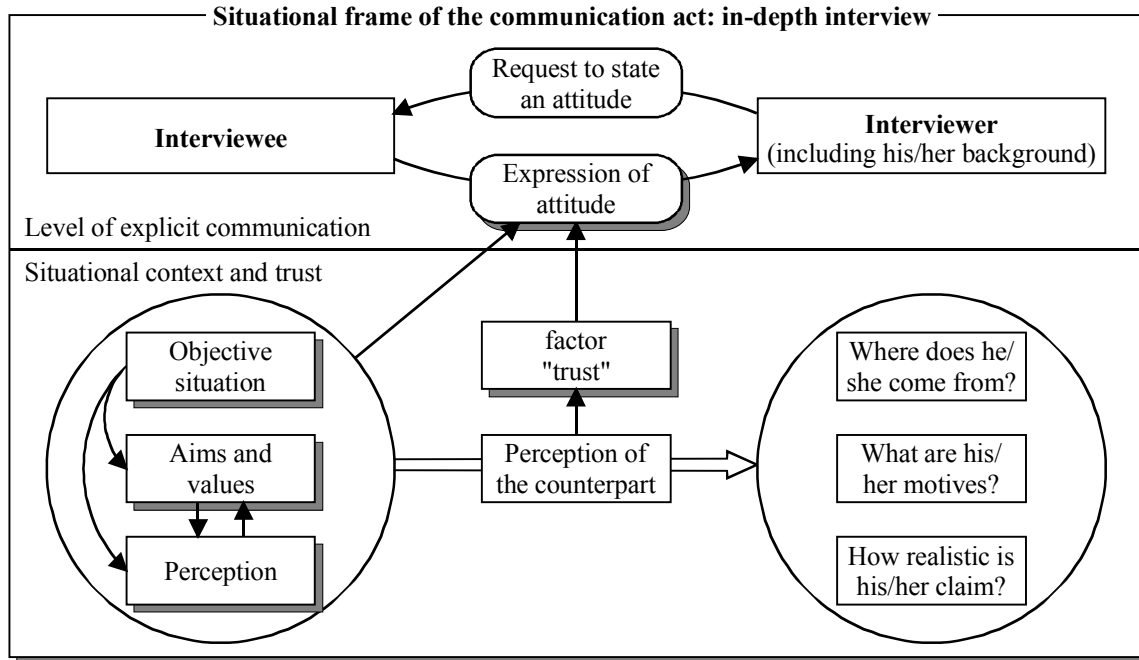 Situational frame of the communication act: in-depth interview
Request to state
an attitude
Interviewee
Interviewer
(including his/her background)
Expression of
attitude
Level of explicit communication
Situational context and trust
Objective
situation
factor
"trust"
Where does he/
she come from?
Aims and
values
Perception of
the counterpart
What are his/
her motives?
Perception
How realistic is
his/her claim?